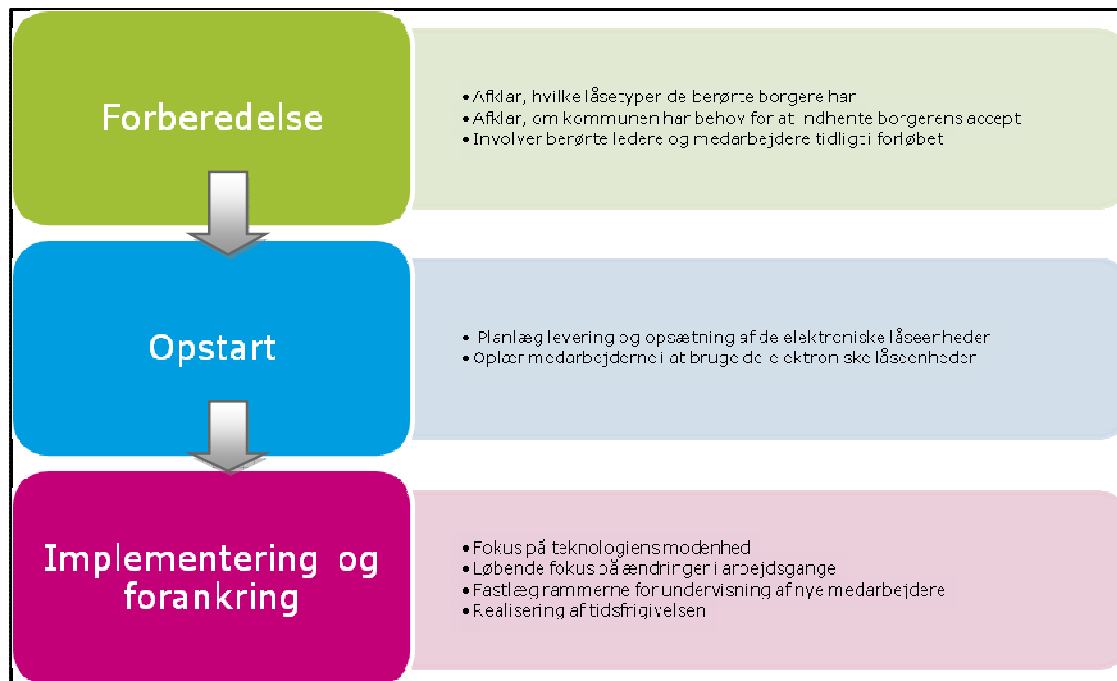 Forberedelse
• Afklar, hvilke låsetyper de berørte borgere har
• Afklar, om kommunen har behov for at indhente borgerens accept
• Involver berørte ledere og medarbejdere tidligt i forløbet
Opstart
• Planlæg levering og opsætning af de elektroniske låseenheder
• Oplær medarbejderne i at bruge de elektroniske låseenheder
Implementering og
forankring
• Fokus på teknologiens modenhed
• Løbende fokus på ændringer i arbejdsgange
• Fastlæg rammerne for undervisning af nye medarbejdere
• Realisering af tidsfrigivelsen